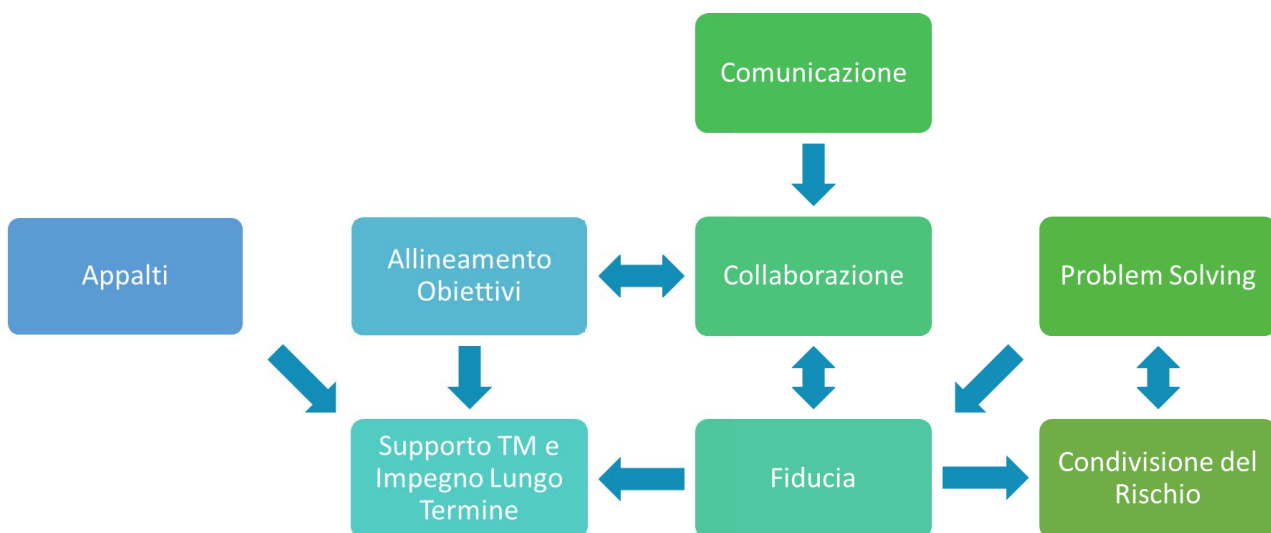 Comunicazione
Appalti
Allineamento
Obiettivi
Collaborazione
Problem Solving
Supporto TM e
Impegno Lungo
Termine
Fiducia
Condivisione del
Rischio